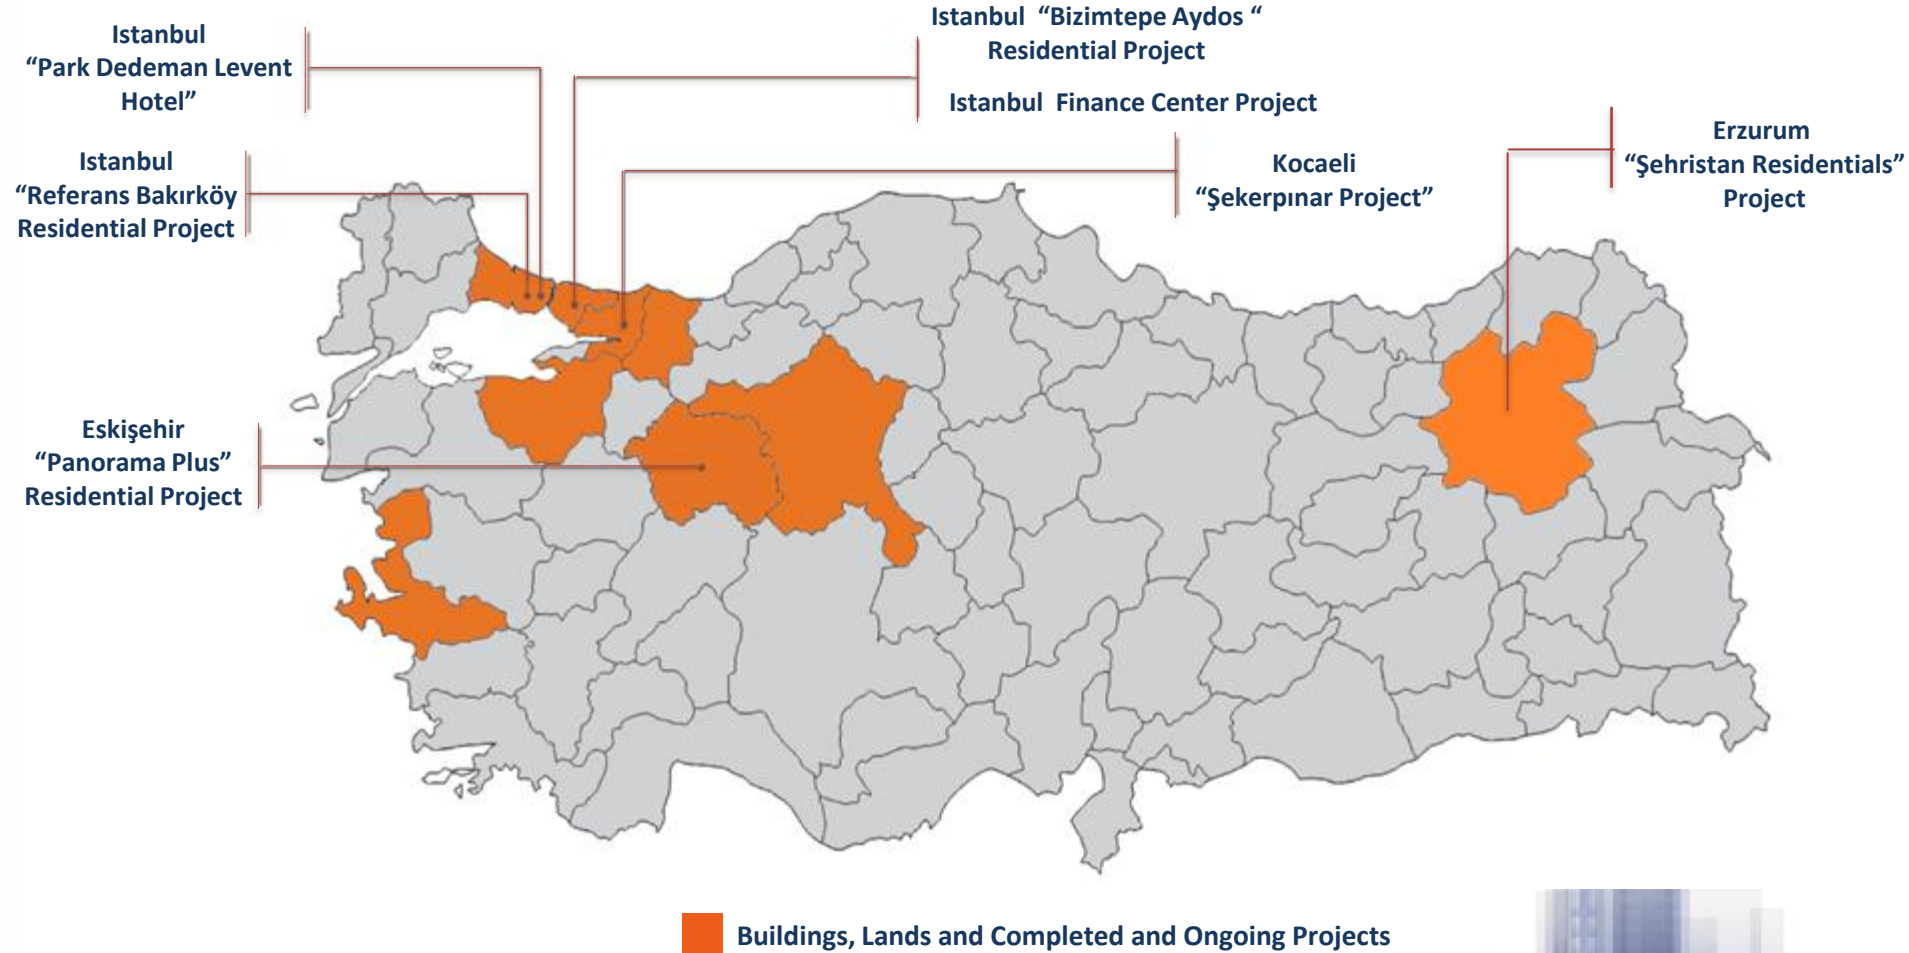 Istanbul
“Park Dedeman Levent
Hotel”
Istanbul “Bizimtepe Aydos “
Residential Project
Istanbul Finance Center Project
Istanbul
“Referans Bakırköy
Residential Project
Kocaeli
“Şekerpınar Project”
Erzurum
“Şehristan Residentials”
Project
Eskişehir
“Panorama Plus”
Residential Project
Buildings, Lands and Completed and Ongoing Projects